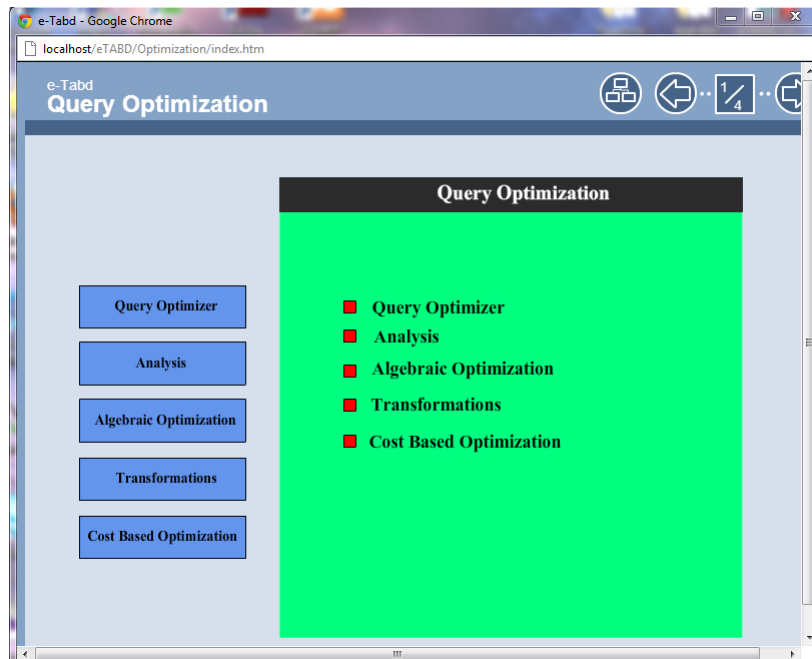 e-Tabd - Google Chrome
localhost/eTABD/Optimization/index.htm
e-Tabd
Query Optimization
1/4
Query Optimization
Query Optimizer
Analysis
Algebraic Optimization
Transformations
Cost Based Optimization
Query Optimizer
Analysis
Algebraic Optimization
Transformations
Cost Based Optimization